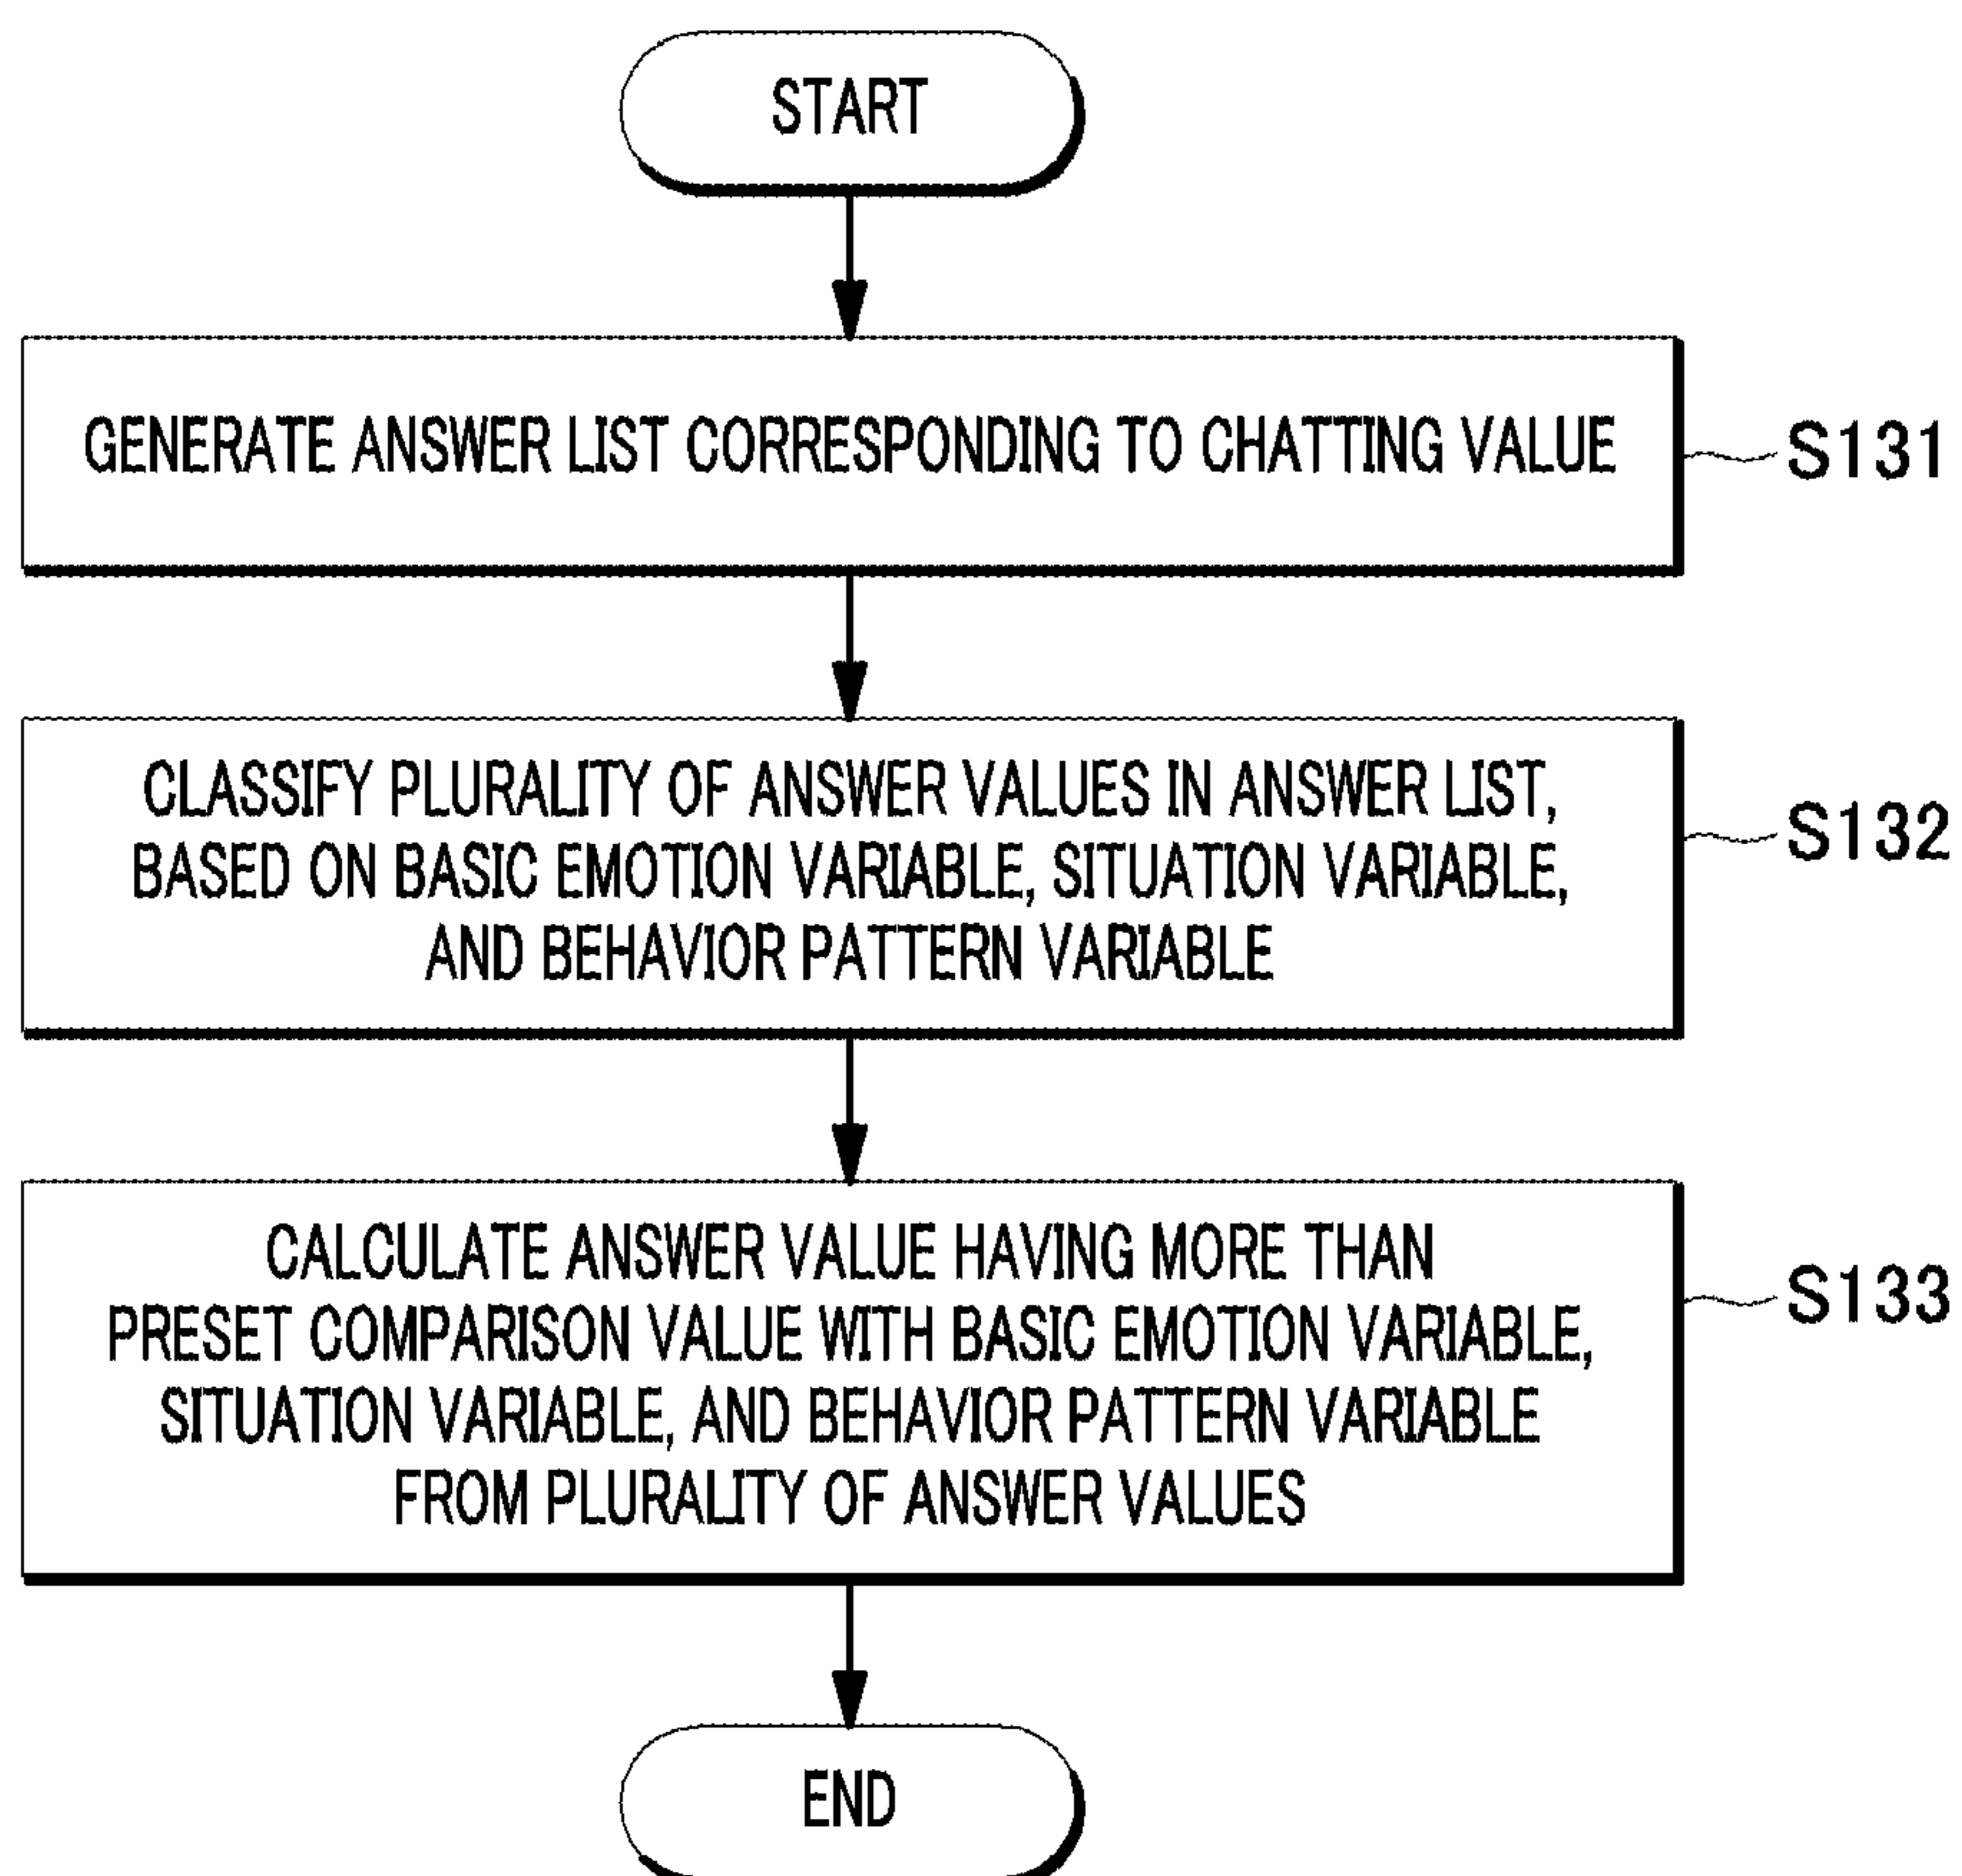 START
GENERATE ANSWER LIST CORRESPONDING TO CHATTING VALUE
S131
CLASSIFY PLURALITY OF ANSWER VALUES IN ANSWER LIST,
BASED ON BASIC EMOTION VARIABLE, SITUATION VARIABLE,
AND BEHAVIOR PATTERN VARIABLE
S132
CALCULATE ANSWER VALUE HAVING MORE THAN
PRESET COMPARISON VALUE WITH BASIC EMOTION VARIABLE,
SITUATION VARIABLE, AND BEHAVIOR PATTERN VARIABLE
FROM PLURALITY OF ANSWER VALUES
S133
END